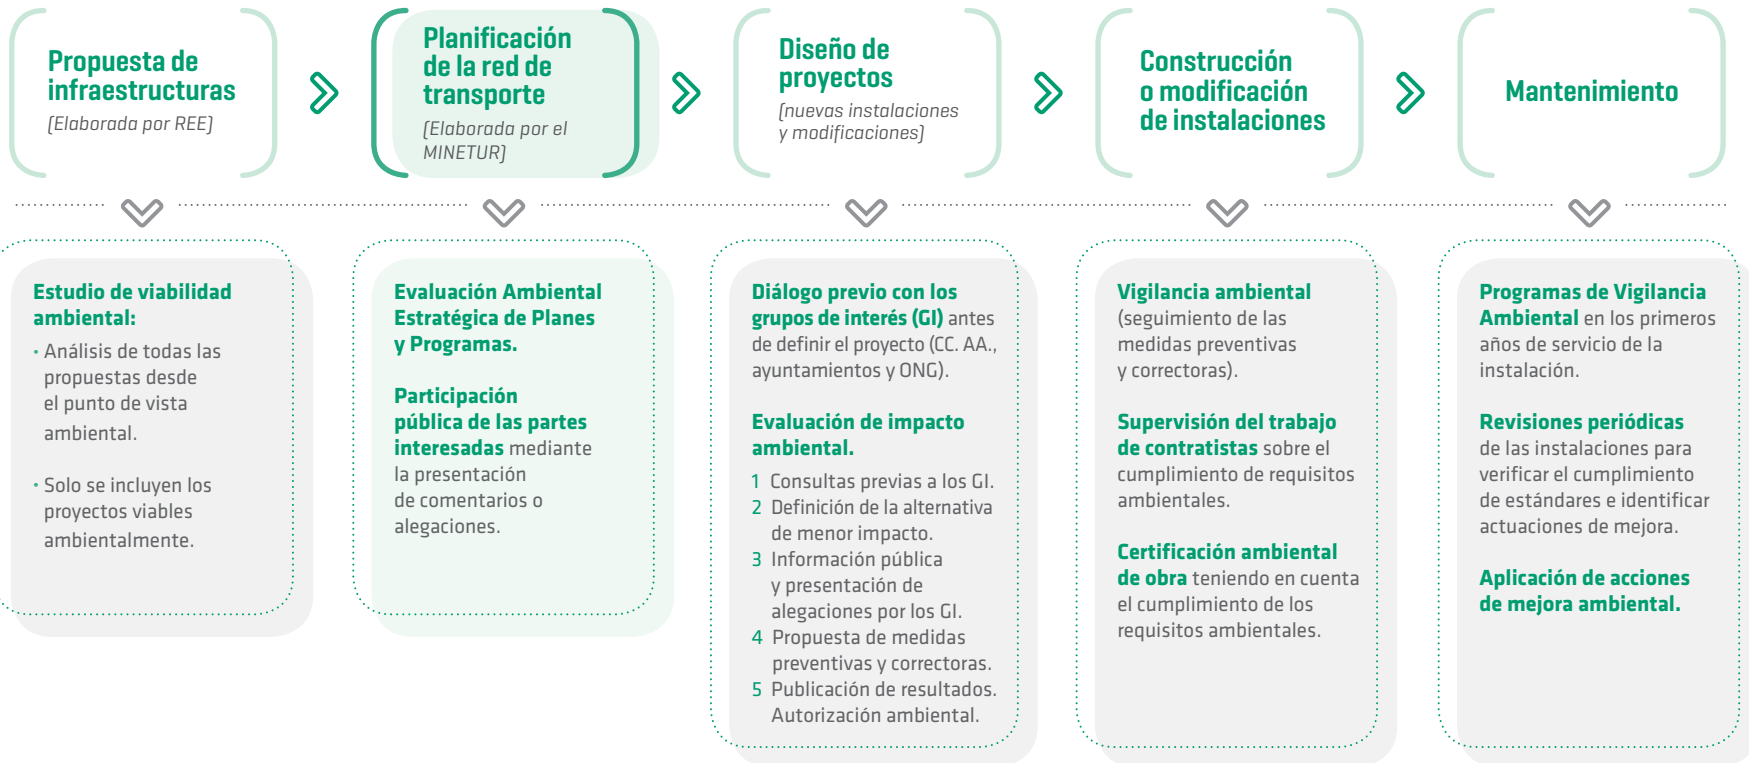 Propuesta de
infraestructuras
(Elaborada por REE)
Planificación
de la red de
transporte
(Elaborada por el
MINETUR)
Diseño de
proyectos
(nuevas instalaciones
y modificaciones)
Construcción
o modificación
de instalaciones
Mantenimiento
Estudio de viabilidad
ambiental:
• Análisis de todas las
propuestas desde
el punto de vista
ambiental.
• Solo se incluyen los
proyectos viables
ambientalmente.
Evaluación Ambiental
Estratégica de Planes
y Programas.
Participación
pública de las partes
interesadas mediante
la presentación
de comentarios o
alegaciones.
Diálogo previo con los
grupos de interés (GI) antes
de definir el proyecto (CC. AA.,
ayuntamientos y ONG).
Evaluación de impacto
ambiental.
1 Consultas previas a los GI.
2 Definición de la alternativa
de menor impacto.
3 Información pública
y presentación de
alegaciones por los GI.
4 Propuesta de medidas
preventivas y correctoras.
5 Publicación de resultados.
Autorización ambiental.
Vigilancia ambiental
(seguimiento de las
medidas preventivas
y correctoras).
Supervisión del trabajo
de contratistas sobre el
cumplimiento de requisitos
ambientales.
Certificación ambiental
de obra teniendo en cuenta
el cumplimiento de los
requisitos ambientales.
Programas de Vigilancia
Ambiental en los primeros
años de servicio de la
instalación.
Revisiones periódicas
de las instalaciones para
verificar el cumplimiento
de estándares e identificar
actuaciones de mejora.
Aplicación de acciones
de mejora ambiental.